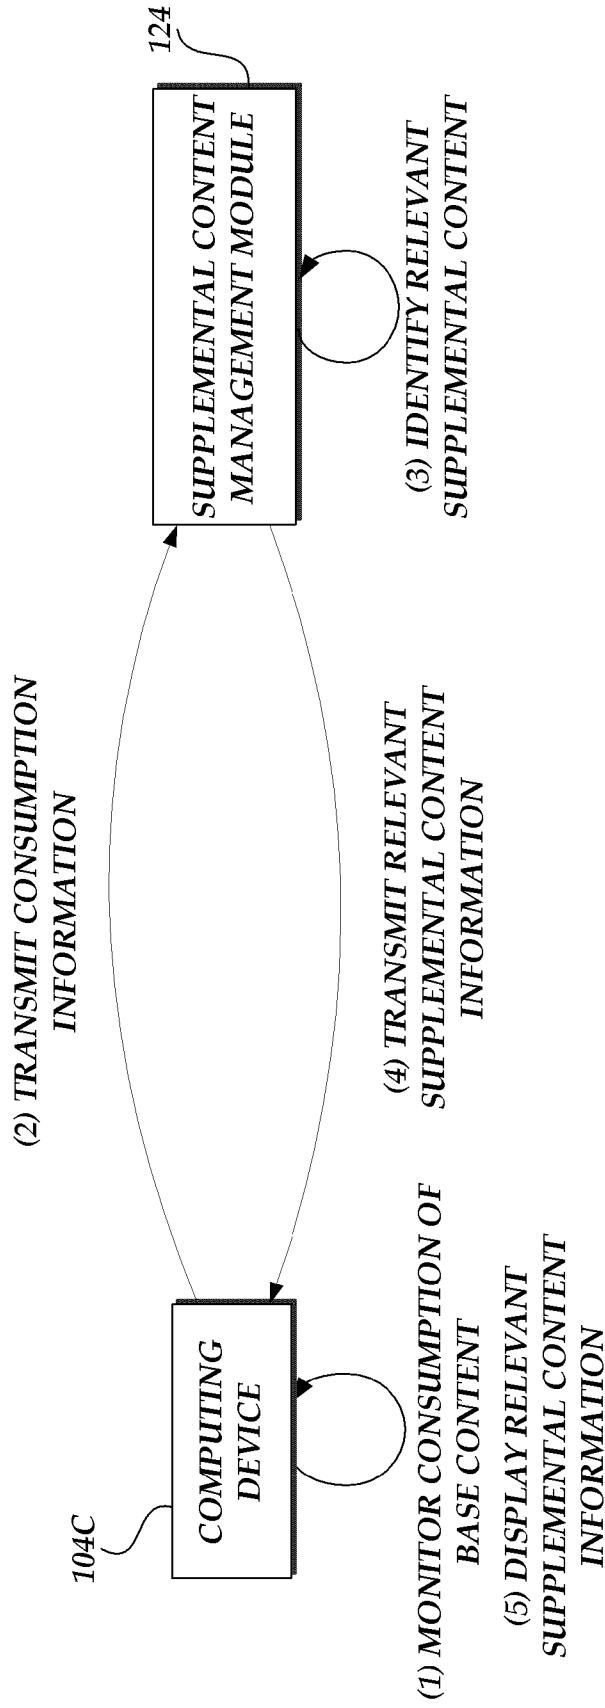 104C
COMPUTING
DEVICE
(1) MONITOR CONSUMPTION OF
BASE CONTENT
(5) DISPLAY RELEVANT
SUPPLEMENTAL CONTENT
INFORMATION
(2) TRANSMIT CONSUMPTION
INFORMATION
(4) TRANSMIT RELEVANT
SUPPLEMENTAL CONTENT
INFORMATION
124
SUPPLEMENTAL CONTENT
MANAGEMENT MODULE
(3) IDENTIFY RELEVANT
SUPPLEMENTAL CONTENT